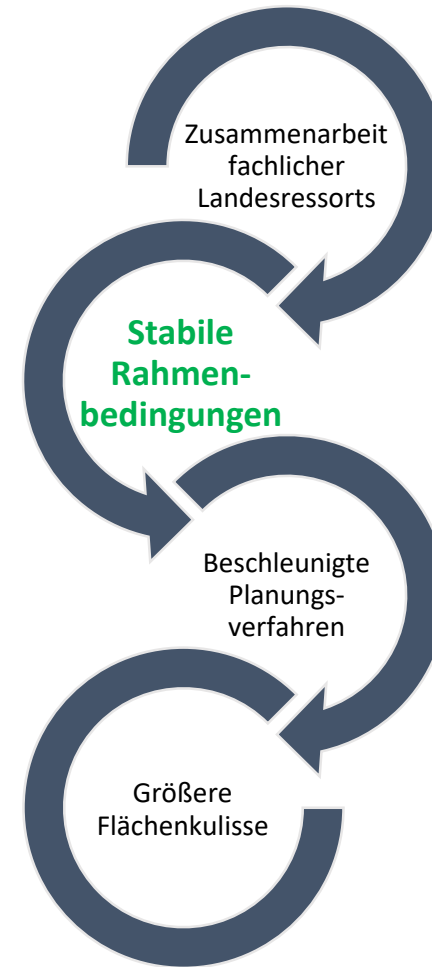 Zusammenarbeit
fachlicher
Landesressorts
Stabile
Rahmen-
bedingungen
Beschleunigte
Planungs-
verfahren
Größere
Flächenkulisse